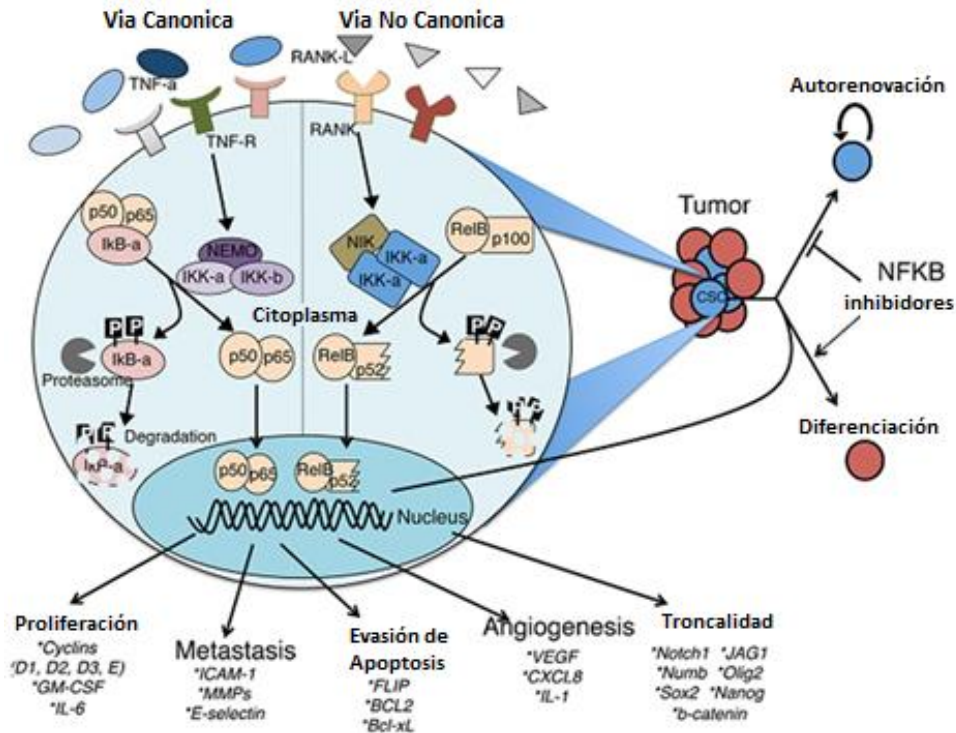 Via Canonica
Via No Canonica
TNF-a
RANK-L
TNF-R
RANK
p50
p65
IkB-a
NEMO
IKK-a
IKK-b
NIK
IKK-a
IKK-a
RelB
p100
Citoplasma
P P
IkB-a
Proteasome
p50
p65
RelB
p52
P P
Degradation
IkB-a
p50
p65
RelB
p52
Nucleus
Tumor
CSC
Autorenovación
NFKB
inhibidores
Diferenciación
Proliferación
*Cyclins
(D1, D2, D3, E)
*GM-CSF
*IL-6
Metastasis
*ICAM-1
*MMPs
*E-selectin
Evasión de
Apoptosis
*FLIP
*BCL2
*Bcl-xL
Angiogenesis
*VEGF
*CXCL8
*IL-1
Troncalidad
*Notch1 *JAG1
*Numb *Olig2
*Sox2 *Nanog
*b-catenin